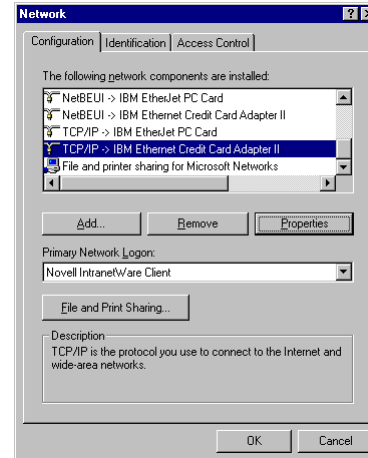 Network
Configuration Identification Access Control
The following network components are installed:
NetBEUI -> IBM EtherJet PC Card
NetBEUI -> IBM Ethernet Credit Card Adapter II
TCP/IP -> IBM EtherJet PC Card
TCP/IP -> IBM Ethernet Credit Card Adapter II
File and printer sharing for Microsoft Networks
Add... Remove Properties
Primary Network Logon:
Novell IntranetWare Client
File and Print Sharing...
Description
TCP/IP is the protocol you use to connect to the Internet and
wide-area networks.
OK Cancel